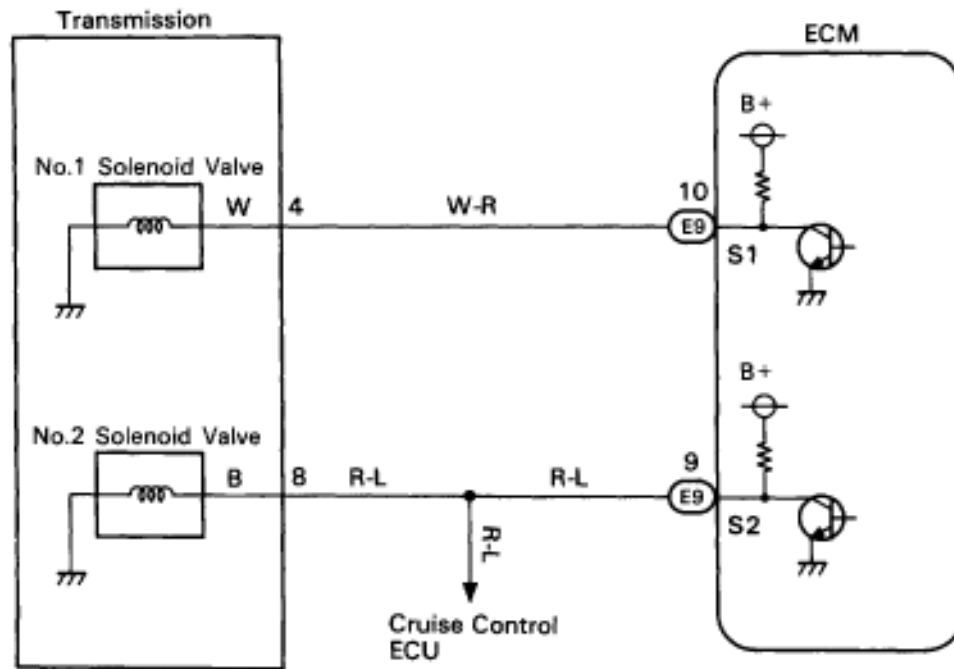 Transmission
ECM
B+
No.1 Solenoid Valve
W
4
W-R
10
E9
S1
B+
No.2 Solenoid Valve
B
8
R-L
R-L
9
E9
S2
R-L
Cruise Control
ECU